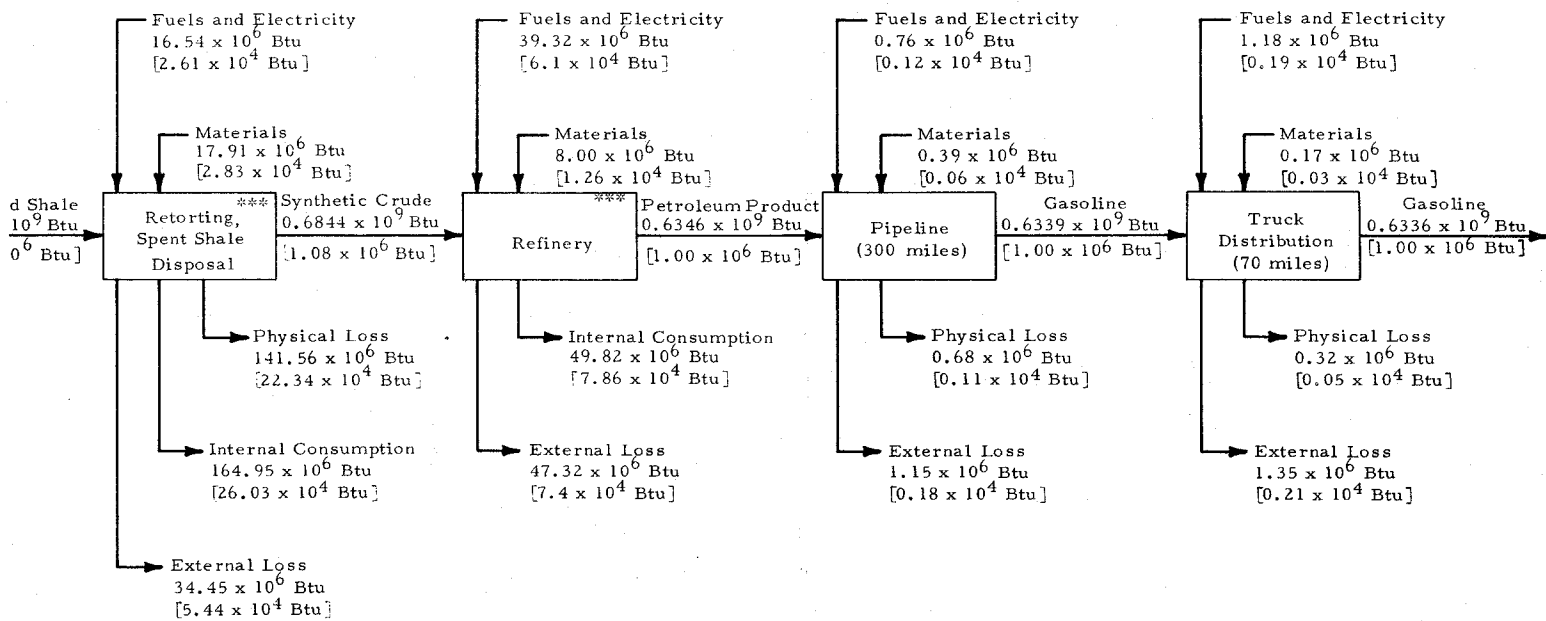 Fuels and Electricity
16.54 x 10^6 Btu
[2.61 x 10^4 Btu]
Fuels and Electricity
39.32 x 10^6 Btu
[6.1 x 10^4 Btu]
Fuels and Electricity
0.76 x 10^6 Btu
[0.12 x 10^4 Btu]
Fuels and Electricity
1.18 x 10^6 Btu
[0.19 x 10^4 Btu]
Materials
17.91 x 10^6 Btu
[2.83 x 10^4 Btu]
Materials
8.00 x 10^6 Btu
[1.26 x 10^4 Btu]
Materials
0.39 x 10^6 Btu
[0.06 x 10^4 Btu]
Materials
0.17 x 10^6 Btu
[0.03 x 10^4 Btu]
d Shale
10^9 Btu
0^6 Btu]
***
Retorting,
Spent Shale
Disposal
Synthetic Crude
0.6844 x 10^9 Btu
[1.08 x 10^6 Btu]
***
Refinery
Petroleum Product
0.6346 x 10^9 Btu
[1.00 x 10^6 Btu]
Pipeline
(300 miles)
Gasoline
0.6339 x 10^9 Btu
[1.00 x 10^6 Btu]
Truck
Distribution
(70 miles)
Gasoline
0.6336 x 10^9 Btu
[1.00 x 10^6 Btu]
Physical Loss
141.56 x 10^6 Btu
[22.34 x 10^4 Btu]
Internal Consumption
49.82 x 10^6 Btu
[7.86 x 10^4 Btu]
Physical Loss
0.68 x 10^6 Btu
[0.11 x 10^4 Btu]
Physical Loss
0.32 x 10^6 Btu
[0.05 x 10^4 Btu]
Internal Consumption
164.95 x 10^6 Btu
[26.03 x 10^4 Btu]
External Loss
47.32 x 10^6 Btu
[7.4 x 10^4 Btu]
External Loss
1.15 x 10^6 Btu
[0.18 x 10^4 Btu]
External Loss
1.35 x 10^6 Btu
[0.21 x 10^4 Btu]
External Loss
34.45 x 10^6 Btu
[5.44 x 10^4 Btu]